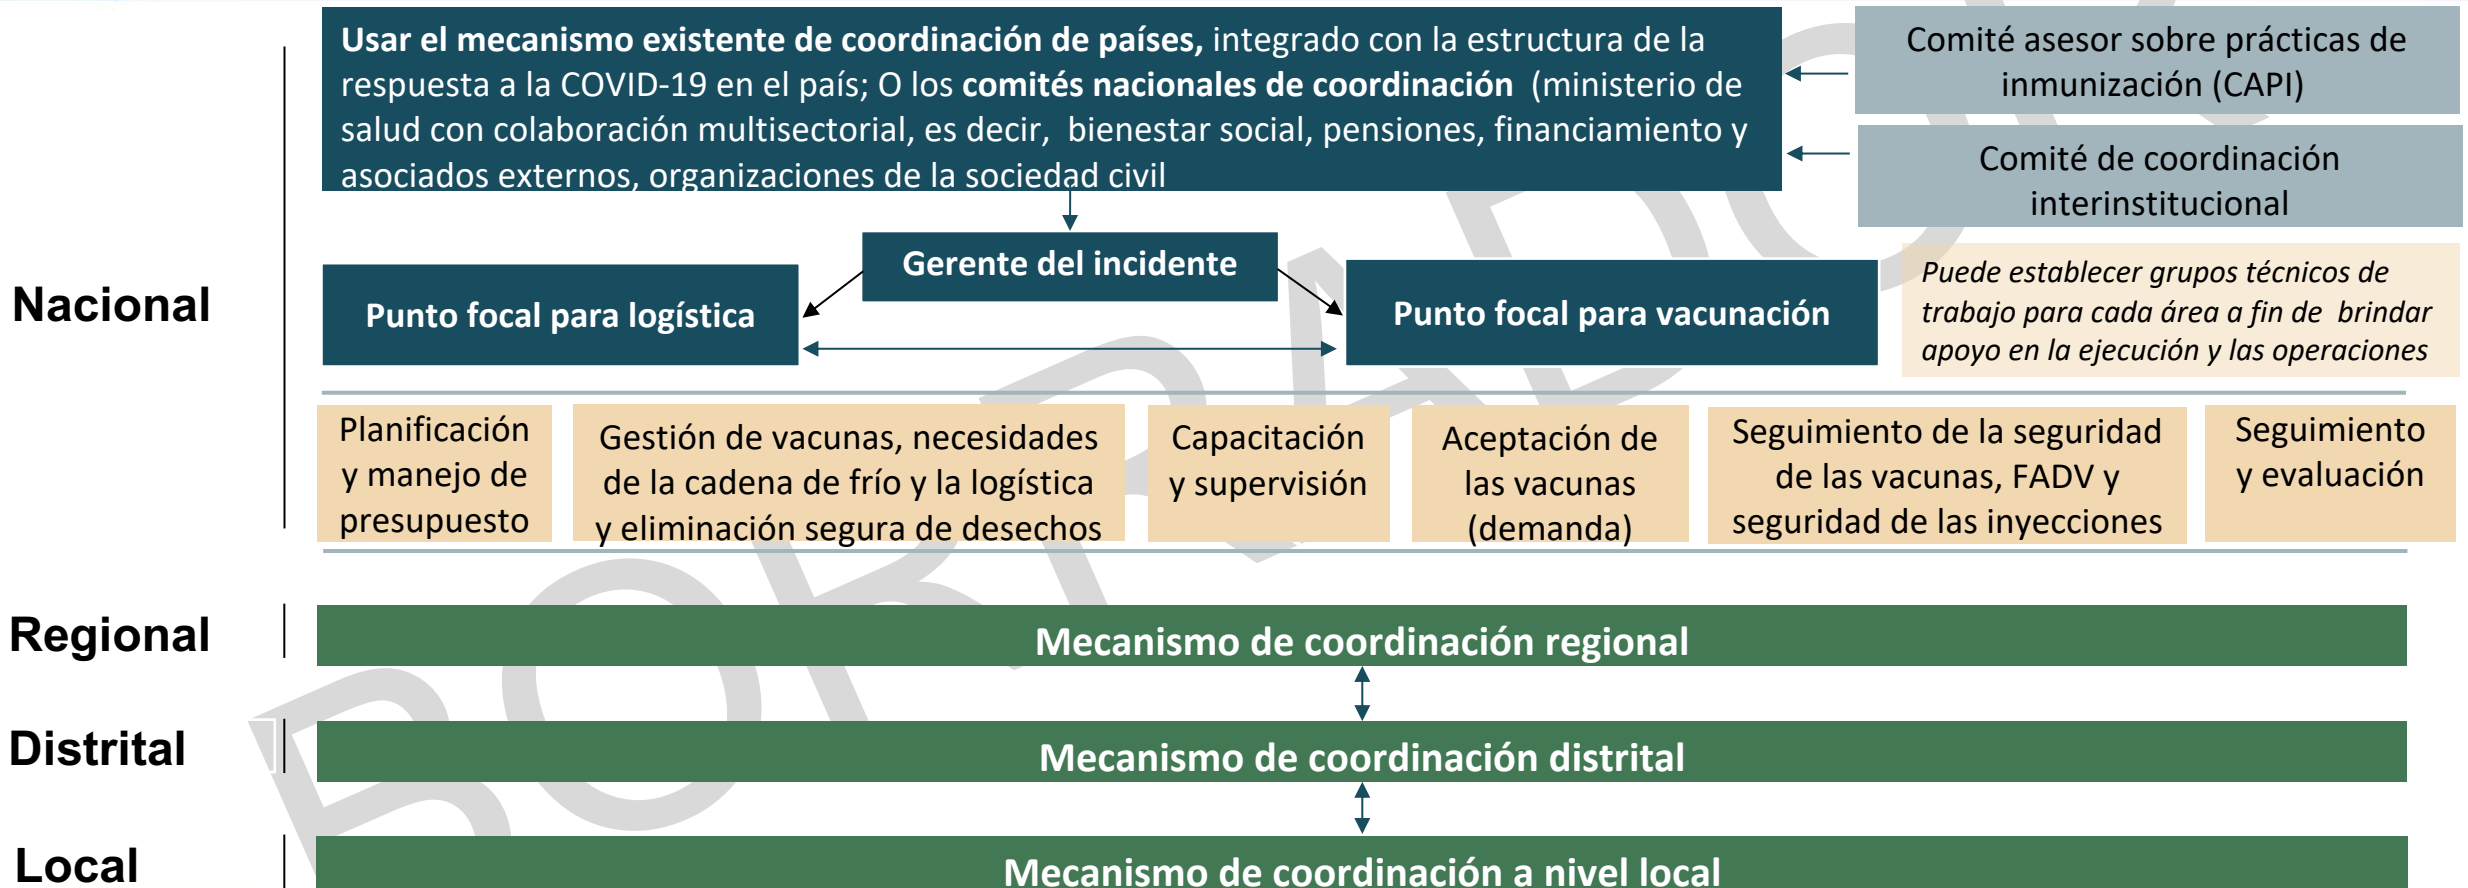 Usar el mecanismo existente de coordinación de países, integrado con la estructura de la
respuesta a la COVID-19 en el país; O los comités nacionales de coordinación (ministerio de
salud con colaboración multisectorial, es decir, bienestar social, pensiones, financiamiento y
asociados externos, organizaciones de la sociedad civil
Comité asesor sobre prácticas de
inmunización (CAPI)
Comité de coordinación
interinstitucional
Nacional
Gerente del incidente
Punto focal para logística
Punto focal para vacunación
Puede establecer grupos técnicos de
trabajo para cada área a fin de brindar
apoyo en la ejecución y las operaciones
Planificación
y manejo de
presupuesto
Gestión de vacunas, necesidades
de la cadena de frío y la logística
y eliminación segura de desechos
Capacitación
y supervisión
Aceptación de
las vacunas
(demanda)
Seguimiento de la seguridad
de las vacunas, FADV y
seguridad de las inyecciones
Seguimiento
y evaluación
Regional
Mecanismo de coordinación regional
Distrital
Mecanismo de coordinación distrital
Local
Mecanismo de coordinación a nivel local
BORRADOR